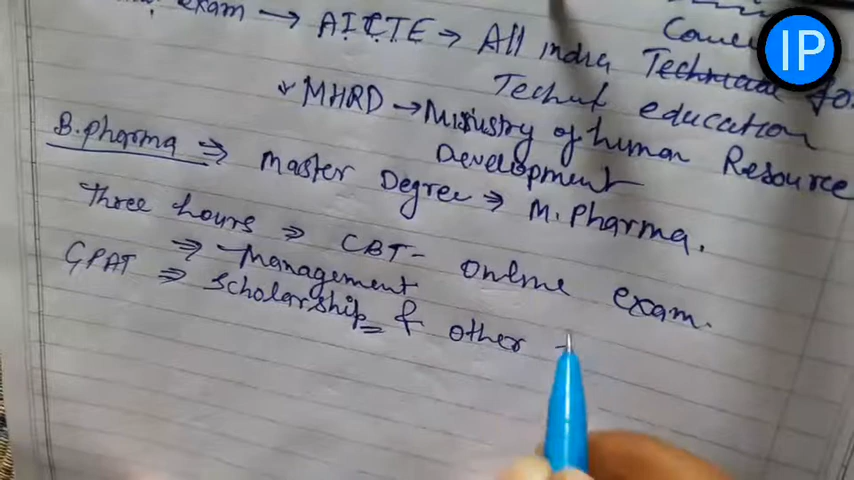 exam → AICTE → All india Technical for
Techul education
MHRD → Ministry of human Resource
Development
B.pharma ⇒ Master Degree ⇒ M.Pharma.
Three hours ⇒ CBT- online exam.
⇒ Management
GPAT ⇒ Scholarship & other
IP